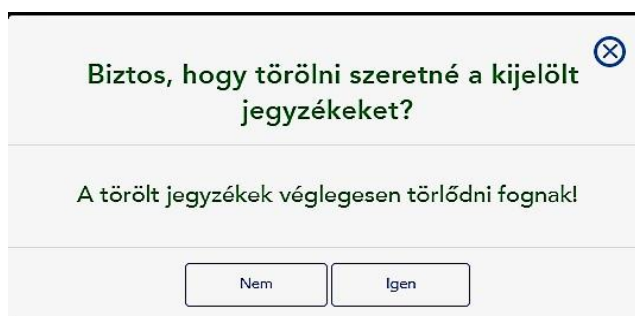 Biztos, hogy törölni szeretné a kijelölt
jegyzékeket?
A törölt jegyzékek véglegesen törlődni fognak!
Nem
Igen